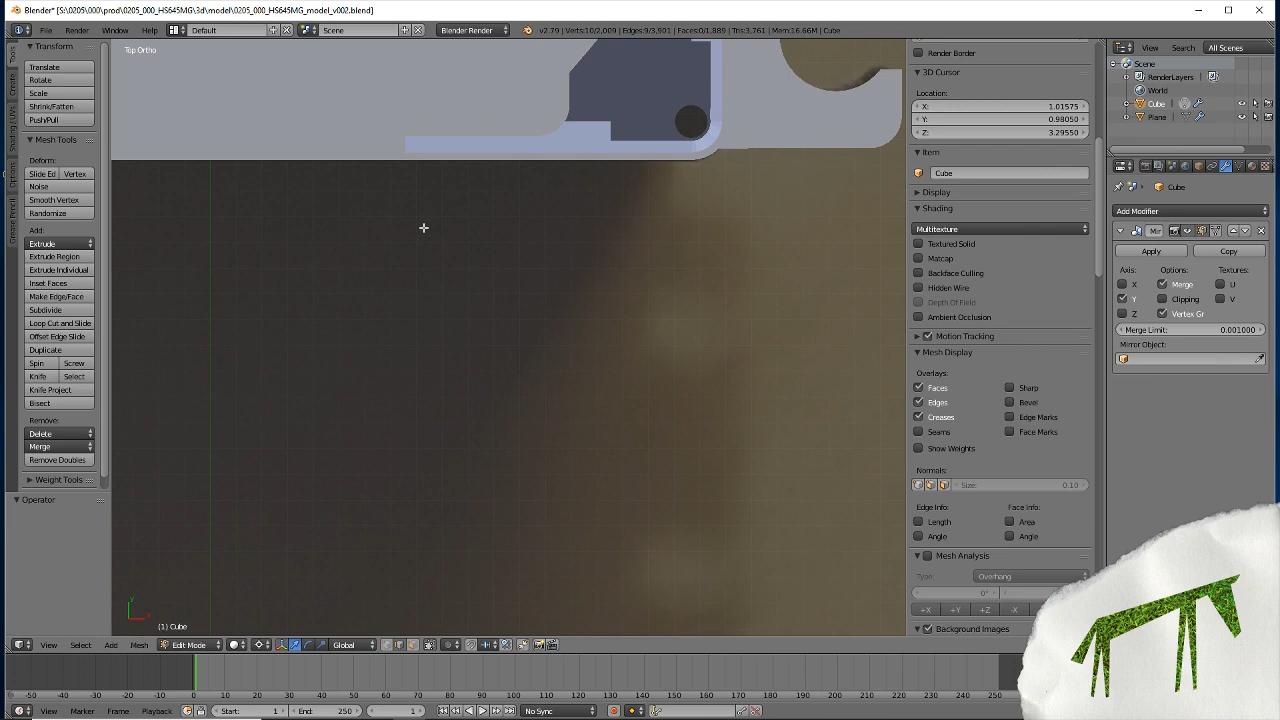 Blender* [S:\0205\000\prod\0205_000_HS645MG\3d\model\0205_000_HS645MG_model_v002.blend]
File Render Window Help Default Scene Blender Render v2.79 | Verts:10/2,009 | Edges:9/3,901 | Faces:0/1,889 | Tris:3,761 | Mem:16.66M | Cube
Tools
Create
Shading / UVs
Options
Grease Pencil
Transform
Translate
Rotate
Scale
Shrink/Fatten
Push/Pull
Mesh Tools
Deform:
Slide Ed Vertex
Noise
Smooth Vertex
Randomize
Add:
Extrude
Extrude Region
Extrude Individual
Inset Faces
Make Edge/Face
Subdivide
Loop Cut and Slide
Offset Edge Slide
Duplicate
Spin Screw
Knife Select
Knife Project
Bisect
Remove:
Delete
Merge
Remove Doubles
Weight Tools
Operator
Top Ortho
y
x
(1) Cube
View Select Add Mesh Edit Mode Global
Render Border
3D Cursor
Location:
X: 1.01575
Y: 0.98050
Z: 3.29550
Item
Cube
Display
Shading
Multitexture
Textured Solid
Matcap
Backface Culling
Hidden Wire
Depth Of Field
Ambient Occlusion
Motion Tracking
Mesh Display
Overlays:
Faces Sharp
Edges Bevel
Creases Edge Marks
Seams Face Marks
Show Weights
Normals:
Size: 0.10
Edge Info: Face Info:
Length Area
Angle Angle
Mesh Analysis
Type: Overhang
0°
+X +Y +Z -X
Background Images
View Search All Scenes
Scene
RenderLayers
World
Cube
Plane
Cube
Add Modifier
Mir
Apply Copy
Axis: Options: Textures:
X Merge U
Y Clipping V
Z Vertex Gr
Merge Limit: 0.001000
Mirror Object:
-50 -40 -30 -20 -10 0 10 20 30 40 50 60 70 80 90 100 110 120 130 140 150 160 170 180 190 200 210 220 230 240 250
View Marker Frame Playback Start: 1 End: 250 1 No Sync